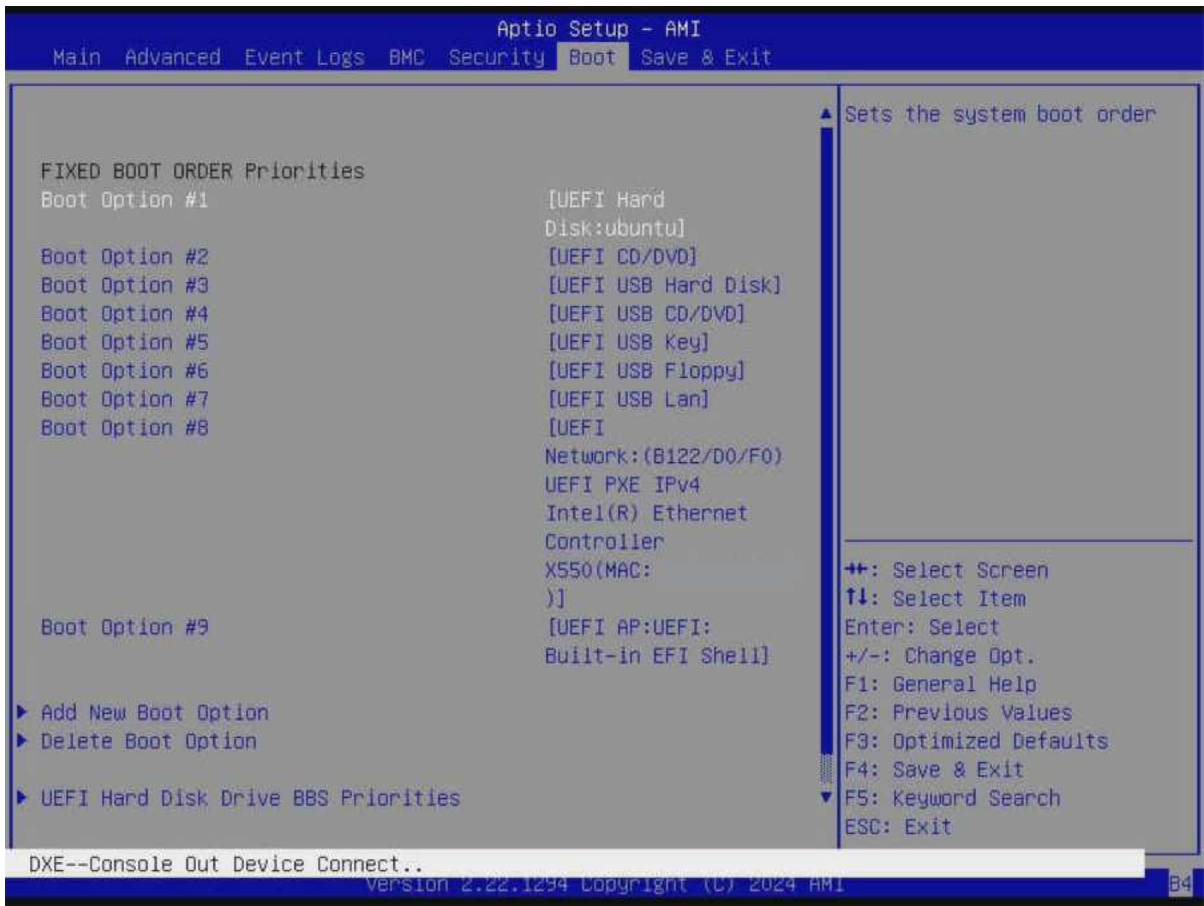 Aptio Setup - AMI
Main Advanced Event Logs BMC Security Boot Save & Exit
Sets the system boot order
FIXED BOOT ORDER Priorities
Boot Option #1 [UEFI Hard
Disk:ubuntu]
Boot Option #2 [UEFI CD/DVD]
Boot Option #3 [UEFI USB Hard Disk]
Boot Option #4 [UEFI USB CD/DVD]
Boot Option #5 [UEFI USB Key]
Boot Option #6 [UEFI USB Floppy]
Boot Option #7 [UEFI USB Lan]
Boot Option #8 [UEFI
Network:(B122/D0/F0)
UEFI PXE IPv4
Intel(R) Ethernet
Controller
X550(MAC:
)]
Boot Option #9 [UEFI AP:UEFI:
Built-in EFI Shell]
Add New Boot Option
Delete Boot Option
UEFI Hard Disk Drive BBS Priorities
→←: Select Screen
↑↓: Select Item
Enter: Select
+/-: Change Opt.
F1: General Help
F2: Previous Values
F3: Optimized Defaults
F4: Save & Exit
F5: Keyword Search
ESC: Exit
DXE--Console Out Device Connect..
Version 2.22.1294 Copyright (C) 2024 AMI
B4